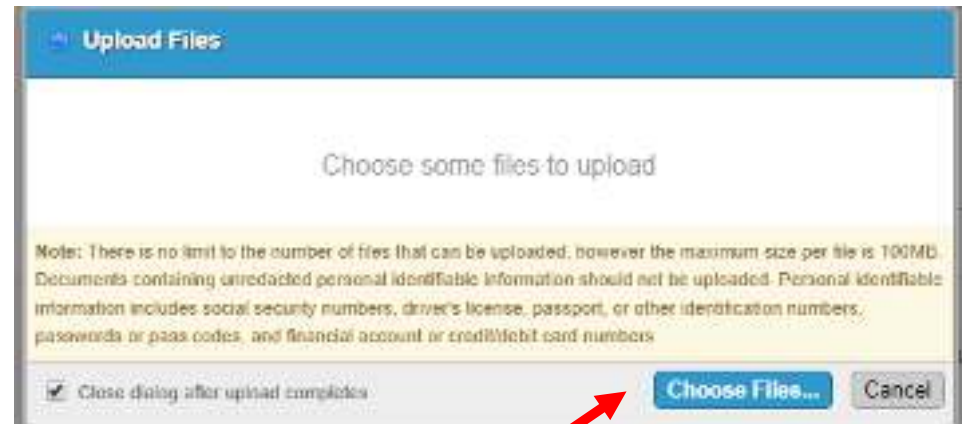 Upload Files
Choose some files to upload
Note: There is no limit to the number of files that can be uploaded, however the maximum size per file is 100MB.
Documents containing unredacted personal identifiable information should not be uploaded. Personal identifiable
information includes social security numbers, driver's license, passport, or other identification numbers,
passwords or pass codes, and financial account or credit/debit card numbers
Close dialog after upload completes
Choose Files...
Cancel